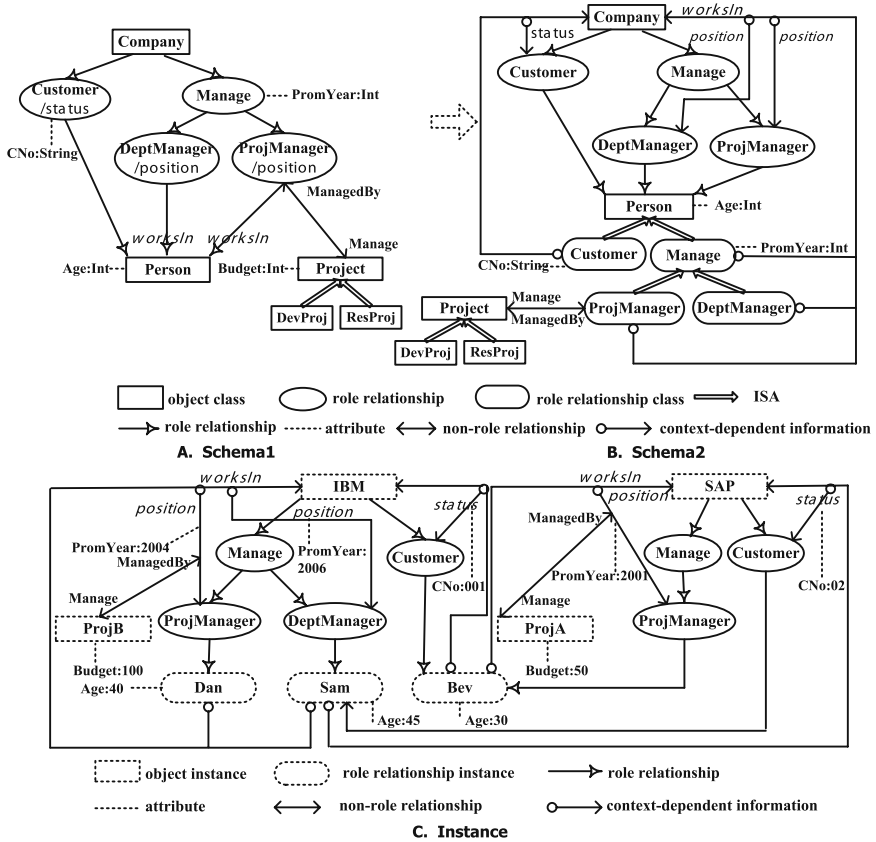 Company
Customer
/status
Manage
PromYear:Int
CNo:String
DeptManager
/position
ProjManager
/position
ManagedBy
worksIn
worksIn
Manage
Age:Int
Person
Budget:Int
Project
DevProj
ResProj
Company
worksIn
status
position
position
Customer
Manage
DeptManager
ProjManager
Person
Age:Int
Customer
Manage
PromYear:Int
CNo:String
Project
Manage
ManagedBy
ProjManager
DeptManager
DevProj
ResProj
object class
role relationship
role relationship class
ISA
role relationship
attribute
non-role relationship
context-dependent information
A. Schema1
B. Schema2
worksIn
IBM
worksIn
SAP
position
position
status
position
status
ManagedBy
PromYear:2004
ManagedBy
Manage
PromYear:
2006
Customer
Manage
Customer
CNo:001
PromYear:2001
CNo:02
Manage
Manage
ProjB
ProjManager
DeptManager
ProjA
ProjManager
Budget:100
Budget:50
Age:40
Dan
Sam
Bev
Age:45
Age:30
object instance
role relationship instance
role relationship
attribute
non-role relationship
context-dependent information
C. Instance